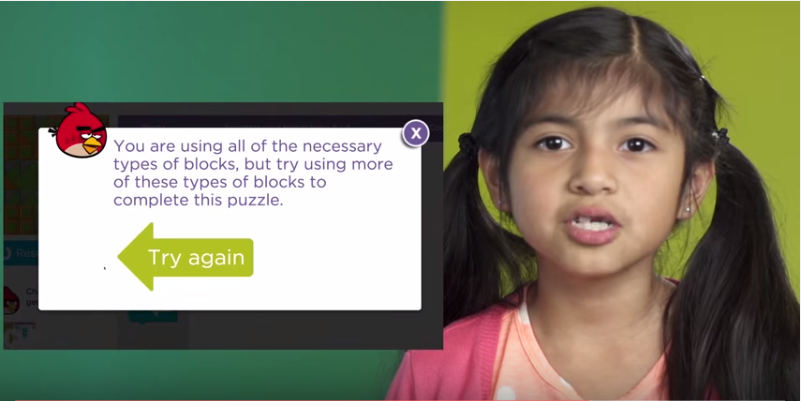 X
You are using all of the necessary
types of blocks, but try using more
of these types of blocks to
complete this puzzle.
Try again